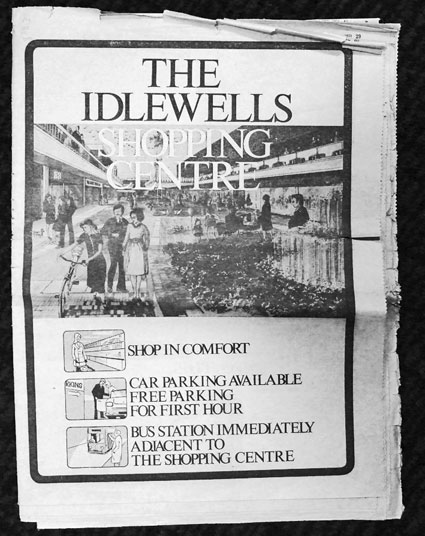 THE
IDLEWELLS
SHOPPING
CENTRE
SHOP IN COMFORT
CAR PARKING AVAILABLE
FREE PARKING
FOR FIRST HOUR
BUS STATION IMMEDIATELY
ADJACENT TO
THE SHOPPING CENTRE